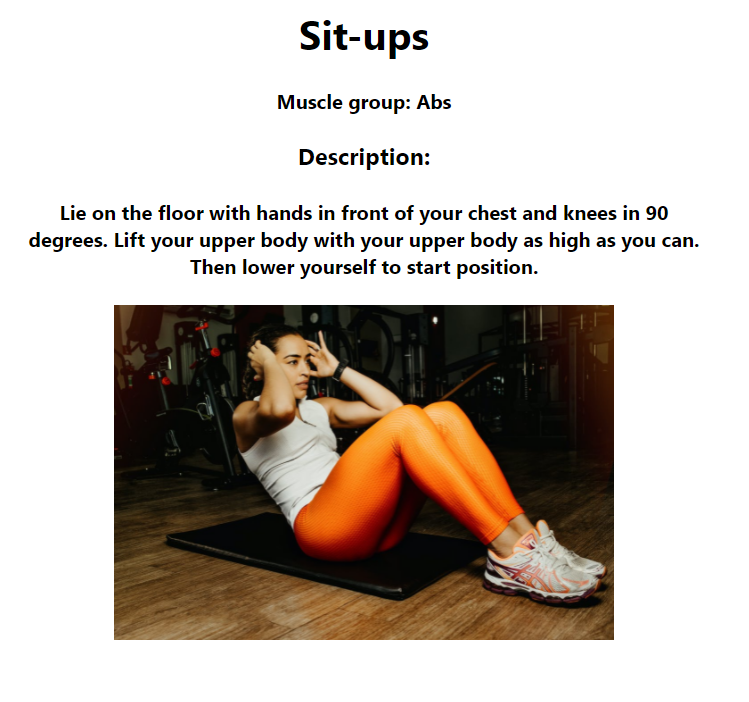 Sit-ups
Muscle group: Abs
Description:
Lie on the floor with hands in front of your chest and knees in 90
degrees. Lift your upper body with your upper body as high as you can.
Then lower yourself to start position.